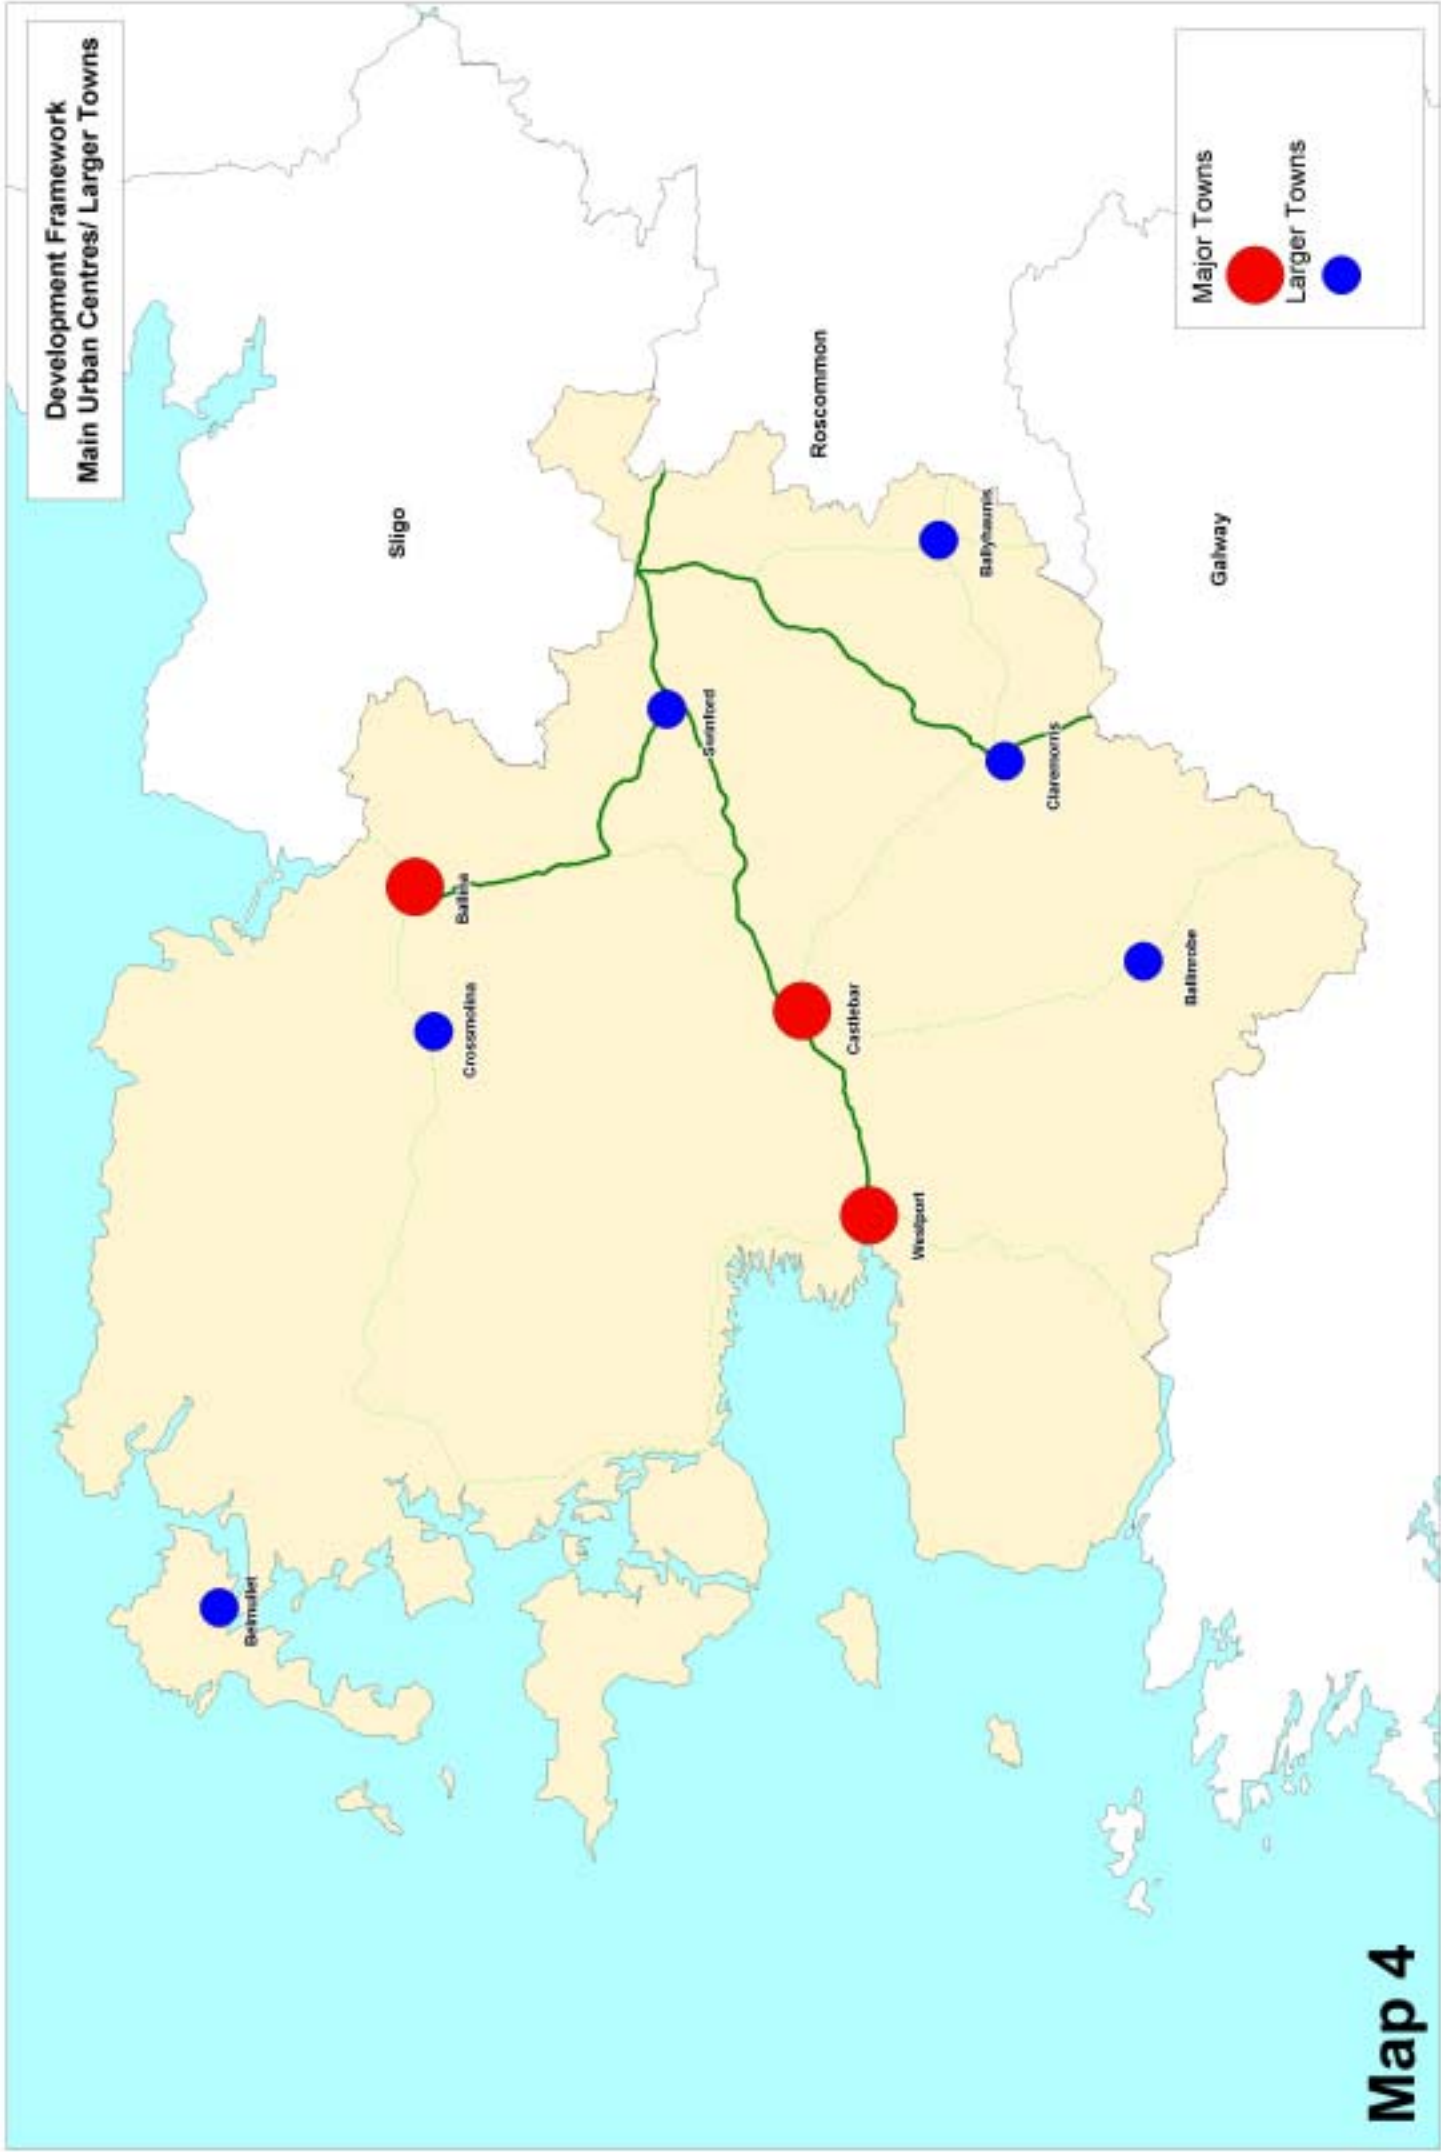 Development Framework
Main Urban Centres/ Larger Towns
Sligo
Belmullet
Crossmolina
Ballina
Swinford
Roscommon
Castlebar
Westport
Ballyhaunis
Claremorris
Ballinrobe
Galway
Major Towns
Larger Towns
Map 4